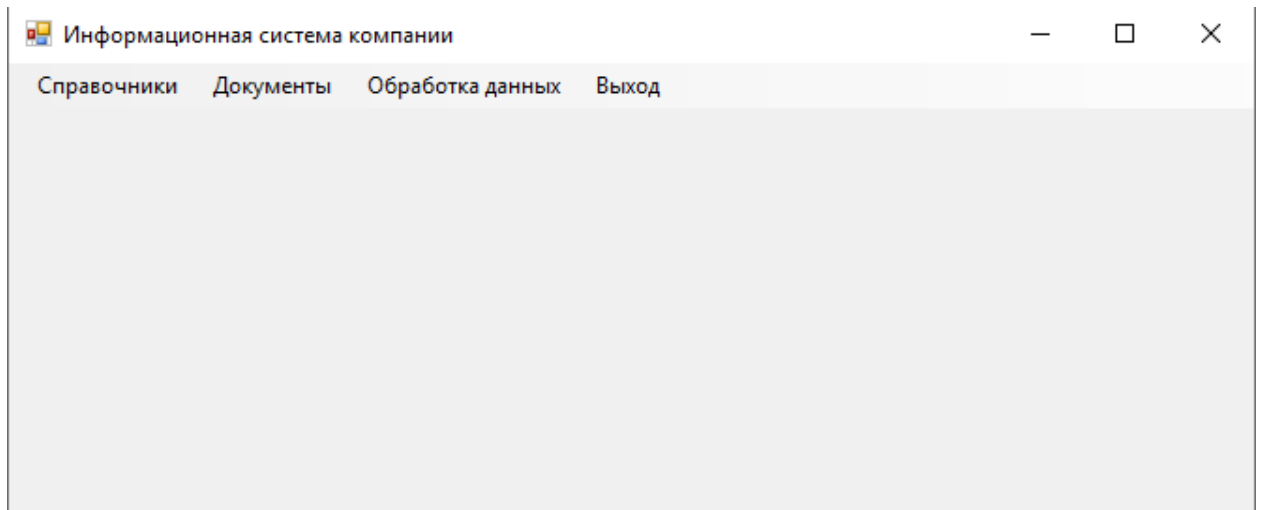 Информационная система компании
Справочники Документы Обработка данных Выход